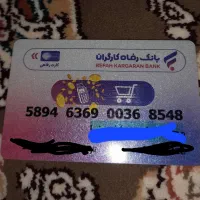 بانک رفاه کارگران
REFAH KARGARAN BANK
کارت رفاهی
5894 6369 0036 8548